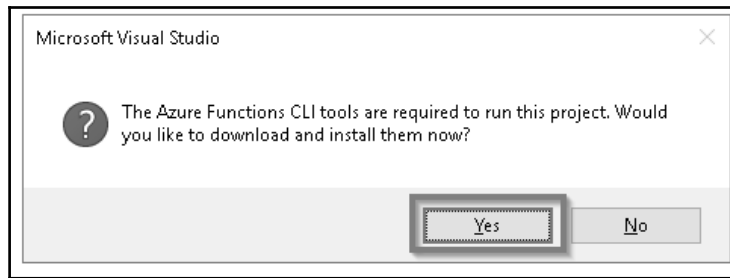 Microsoft Visual Studio
The Azure Functions CLI tools are required to run this project. Would
you like to download and install them now?
Yes
No